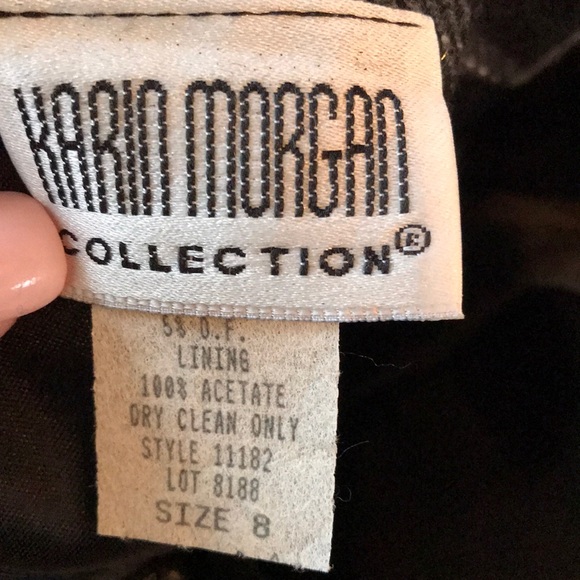 KARIN MORGAN
COLLECTION®
5% O.F.
LINING
100% ACETATE
DRY CLEAN ONLY
STYLE 11182
LOT 8188
SIZE 8